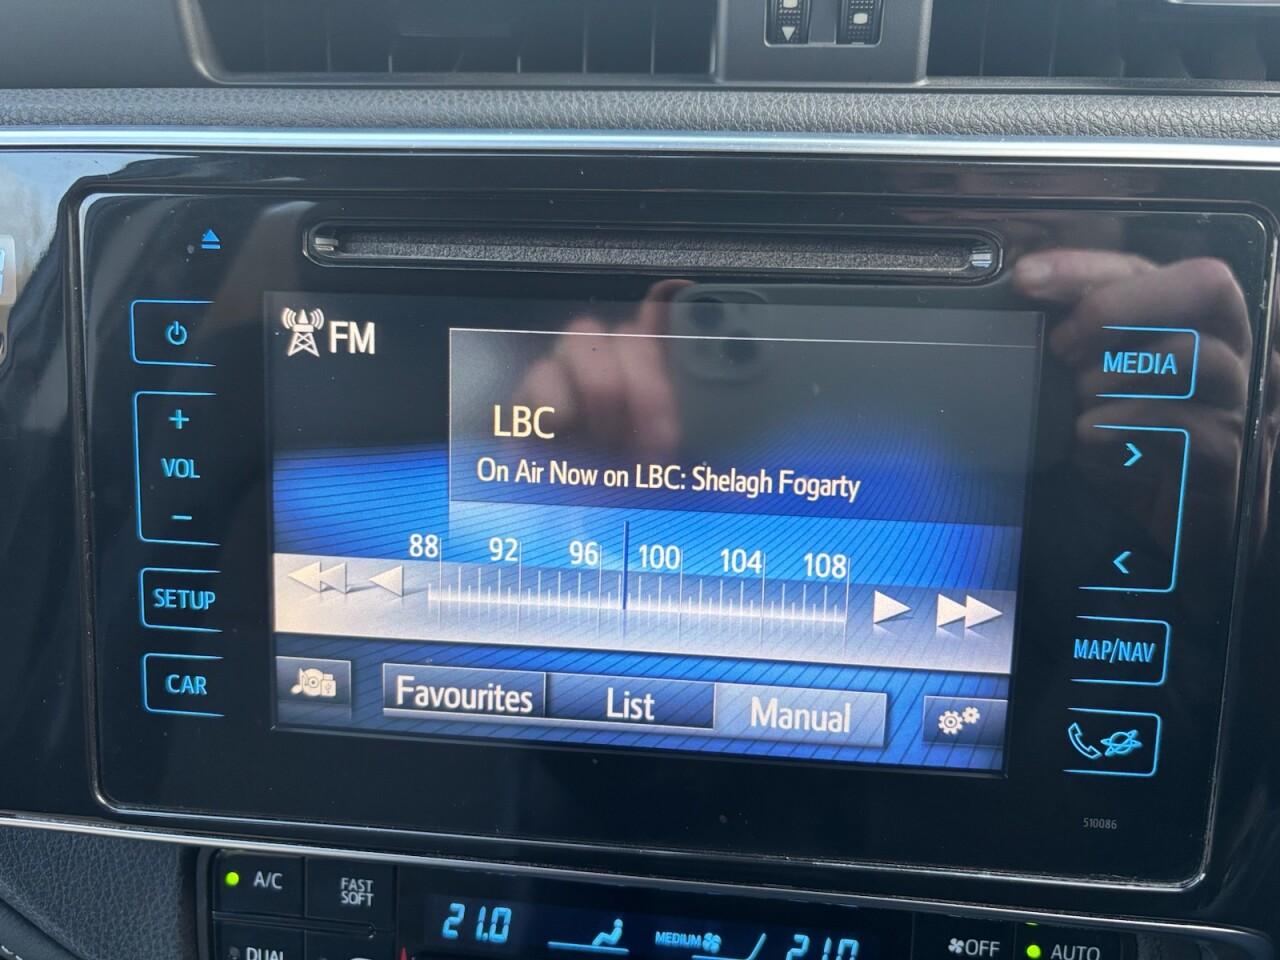 FM
MEDIA
LBC
On Air Now on LBC: Shelagh Fogarty
+
VOL
−
88 92 96 100 104 108
SETUP
MAP/NAV
CAR
Favourites List Manual
510086
A/C
FAST
SOFT
21.0
MEDIUM
21.0
OFF
AUTO
DUAL